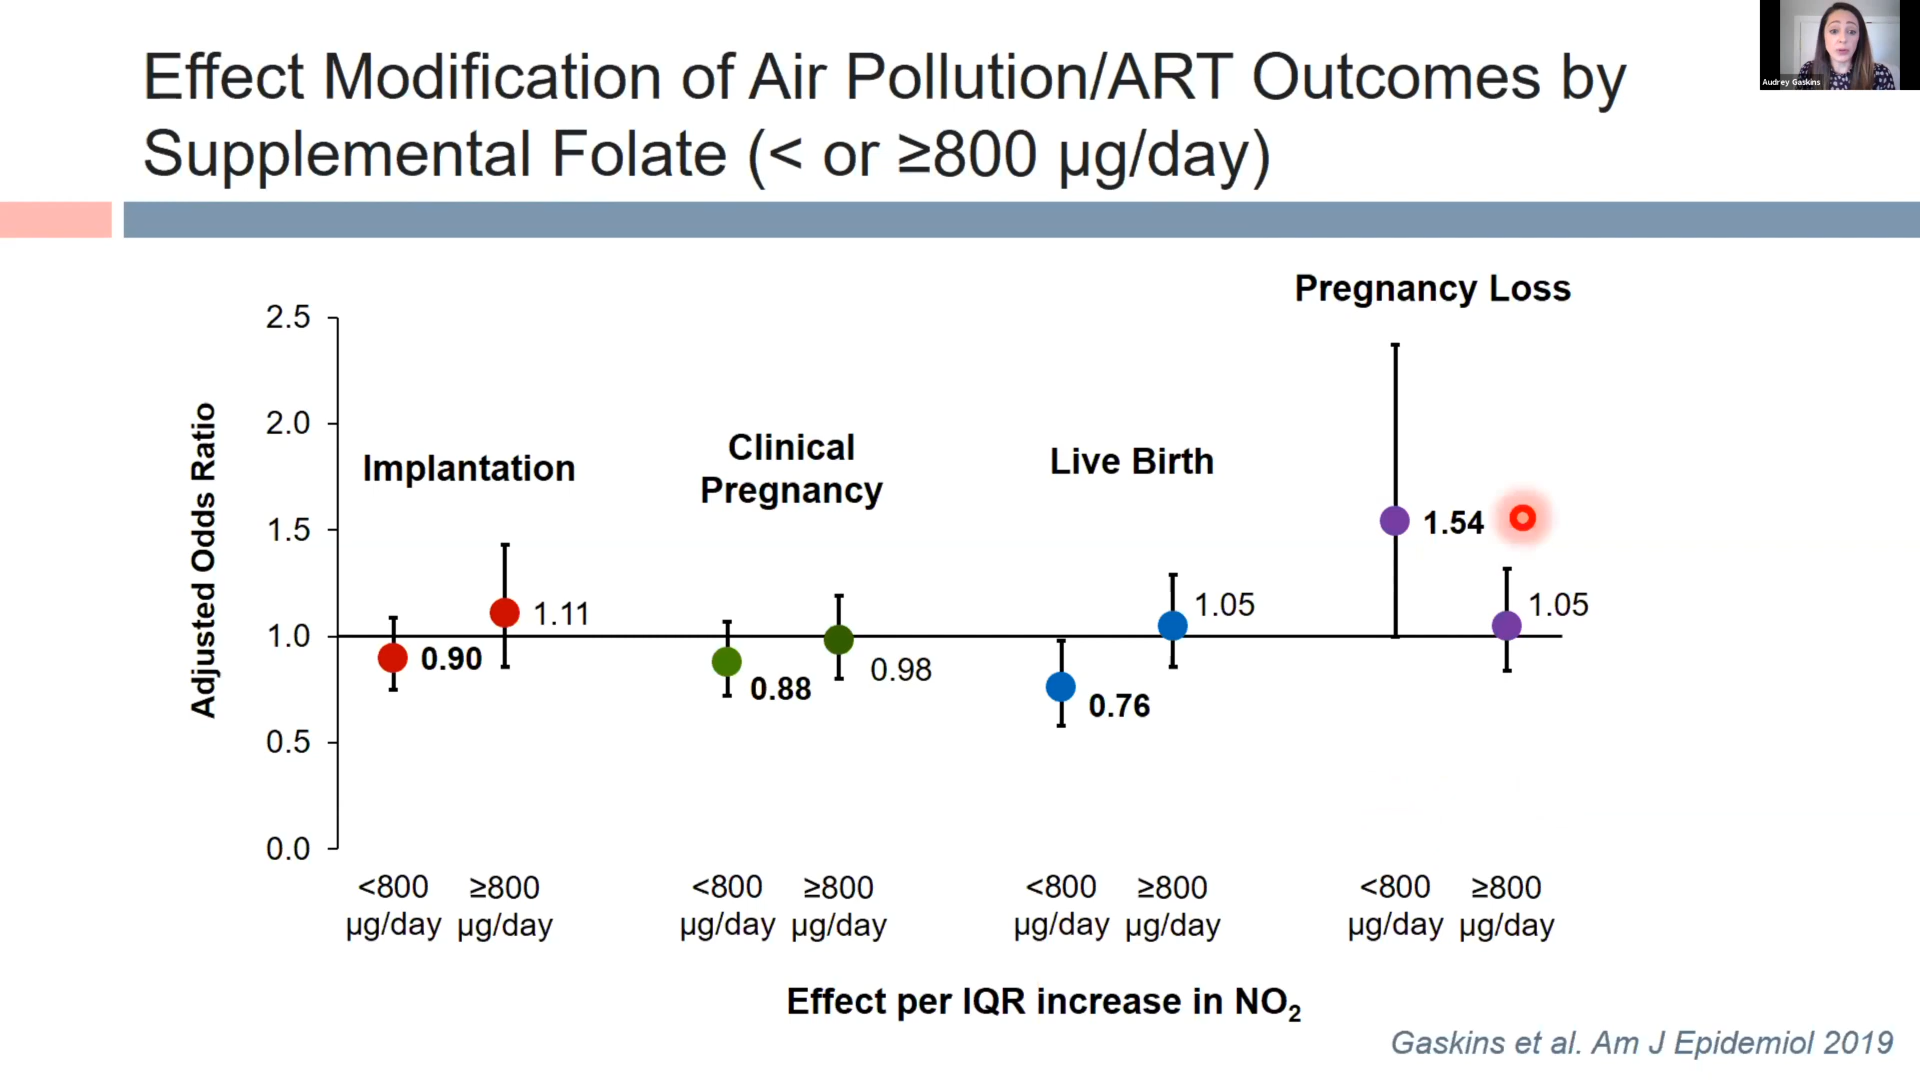 Effect Modification of Air Pollution/ART Outcomes by
Supplemental Folate (< or ≥800 µg/day)
Audrey Gaskins
Pregnancy Loss
Implantation
Clinical
Pregnancy
Live Birth
Adjusted Odds Ratio
2.5
2.0
1.5
1.0
0.5
0.0
0.90
1.11
0.88
0.98
0.76
1.05
1.54
1.05
<800 ≥800 <800 ≥800 <800 ≥800 <800 ≥800
µg/day µg/day µg/day µg/day µg/day µg/day µg/day µg/day
Effect per IQR increase in NO₂
Gaskins et al. Am J Epidemiol 2019